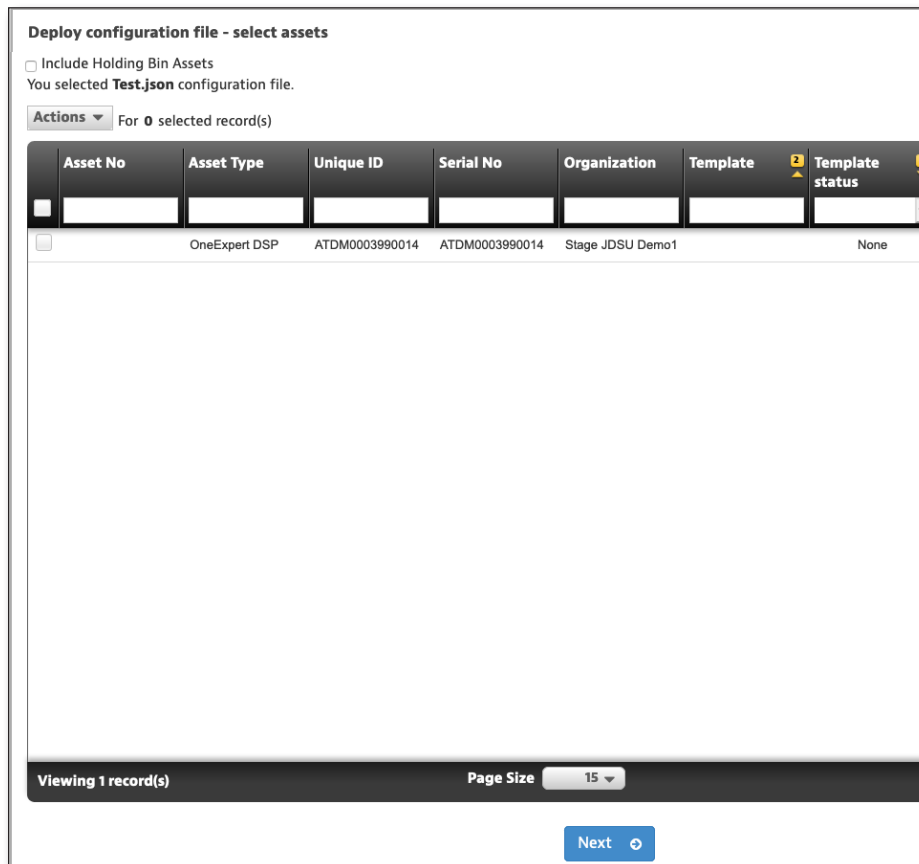 Deploy configuration file - select assets
Include Holding Bin Assets
You selected Test.json configuration file.
Actions For 0 selected record(s)
Asset No Asset Type Unique ID Serial No Organization Template 2 Template status
OneExpert DSP ATDM0003990014 ATDM0003990014 Stage JDSU Demo1 None
Viewing 1 record(s) Page Size 15
Next